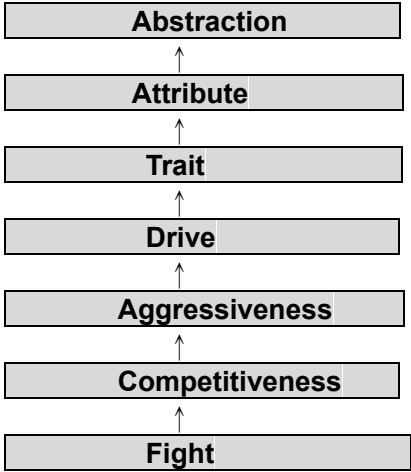 Abstraction
Attribute
Trait
Drive
Aggressiveness
Competitiveness
Fight